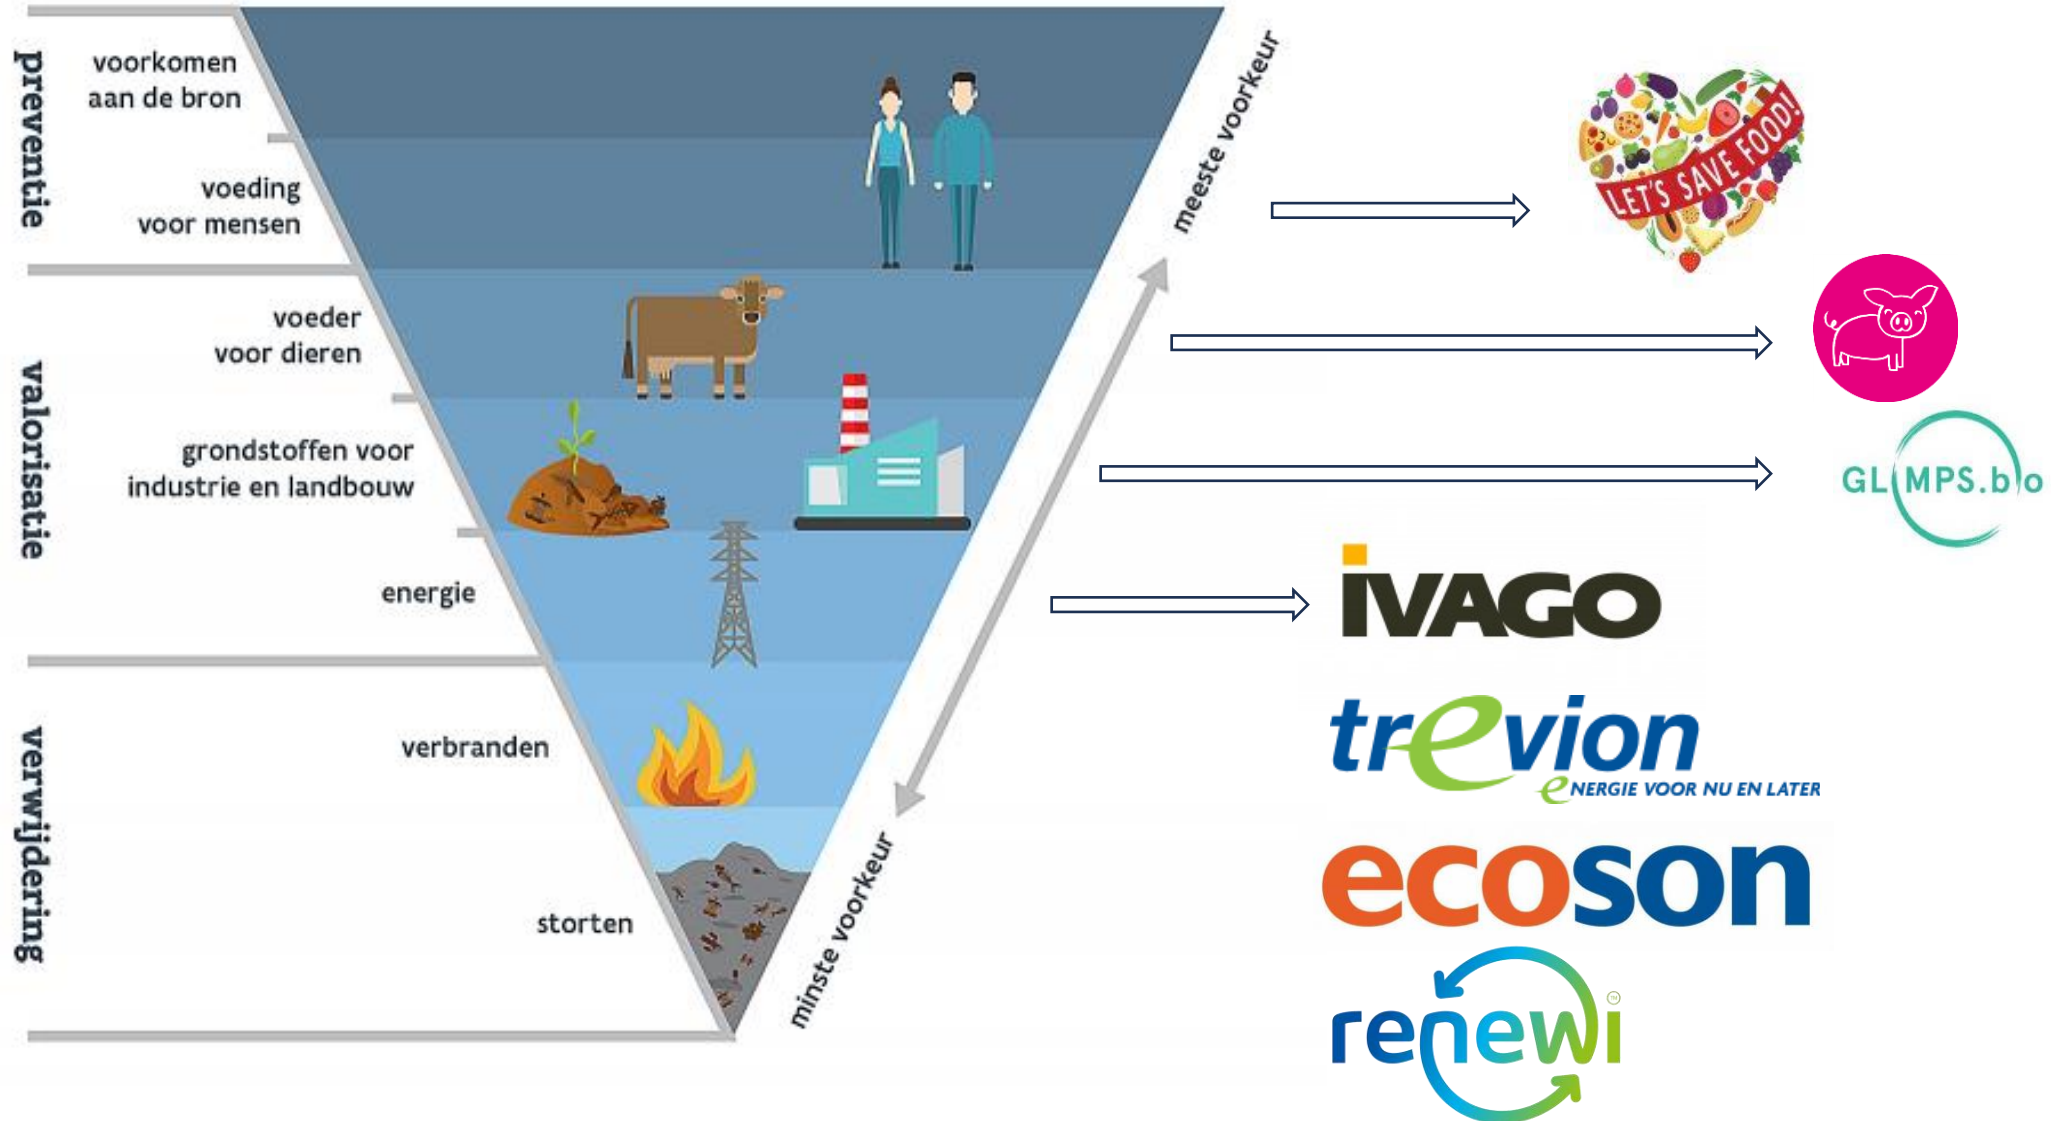 preventie
voorkomen
aan de bron
voeding
voor mensen
valorisatie
voeder
voor dieren
grondstoffen voor
industrie en landbouw
energie
verwijdering
verbranden
storten
meeste voorkeur
minste voorkeur
LET'S SAVE FOOD!
GLIMPS.bio
iVAGO
trevion
eNERGIE VOOR NU EN LATER
ecoson
renewi
TM